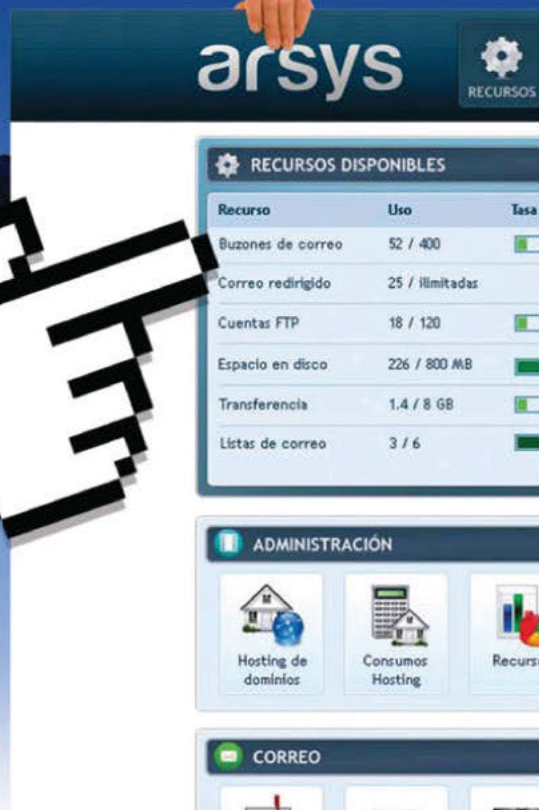 arsys
RECURSOS
RECURSOS DISPONIBLES
Recurso Uso Tasa
Buzones de correo 52 / 400
Correo redirigido 25 / ilimitadas
Cuentas FTP 18 / 120
Espacio en disco 226 / 800 MB
Transferencia 1.4 / 8 GB
Listas de correo 3 / 6
ADMINISTRACIÓN
Hosting de
dominios
Consumos
Hosting
Recurso
CORREO